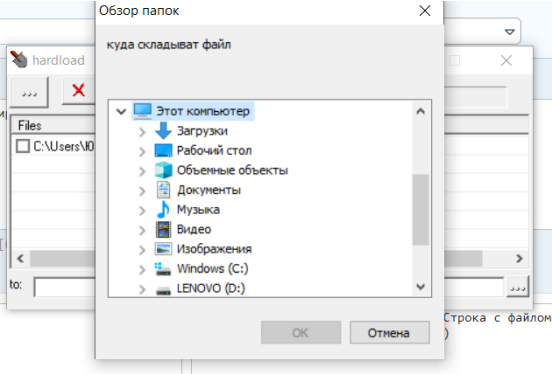 Обзор папок
куда складыват файл
hardload
...
Files
C:\Users\Ю
Этот компьютер
Загрузки
Рабочий стол
Объемные объекты
Документы
Музыка
Видео
Изображения
Windows (C:)
LENOVO (D:)
to:
...
OK
Отмена
Строка с файлом
)